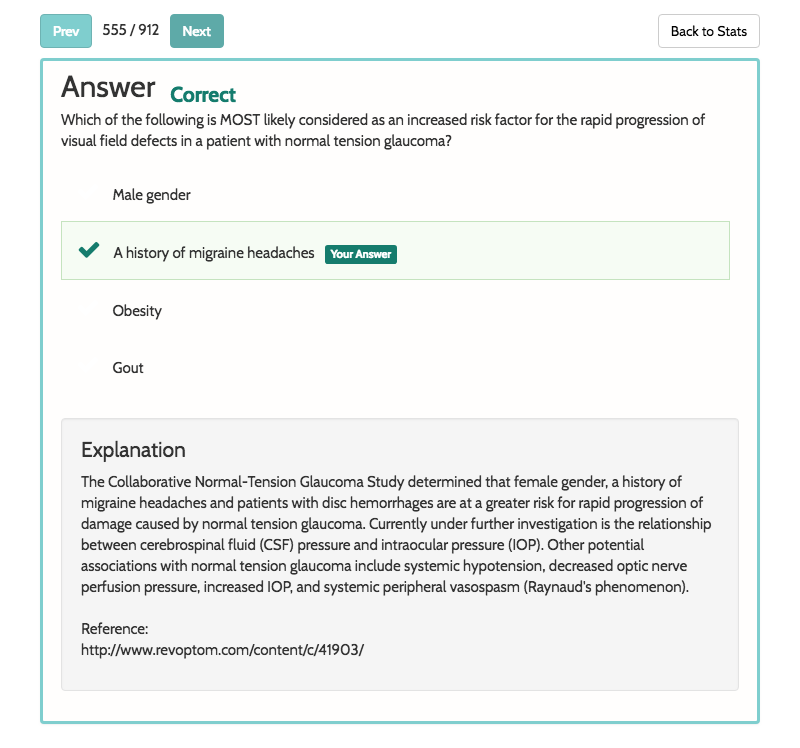 Prev 555 / 912 Next Back to Stats
Answer Correct
Which of the following is MOST likely considered as an increased risk factor for the rapid progression of
visual field defects in a patient with normal tension glaucoma?
Male gender
A history of migraine headaches Your Answer
Obesity
Gout
Explanation
The Collaborative Normal-Tension Glaucoma Study determined that female gender, a history of
migraine headaches and patients with disc hemorrhages are at a greater risk for rapid progression of
damage caused by normal tension glaucoma. Currently under further investigation is the relationship
between cerebrospinal fluid (CSF) pressure and intraocular pressure (IOP). Other potential
associations with normal tension glaucoma include systemic hypotension, decreased optic nerve
perfusion pressure, increased IOP, and systemic peripheral vasospasm (Raynaud's phenomenon).
Reference:
http://www.revoptom.com/content/c/41903/